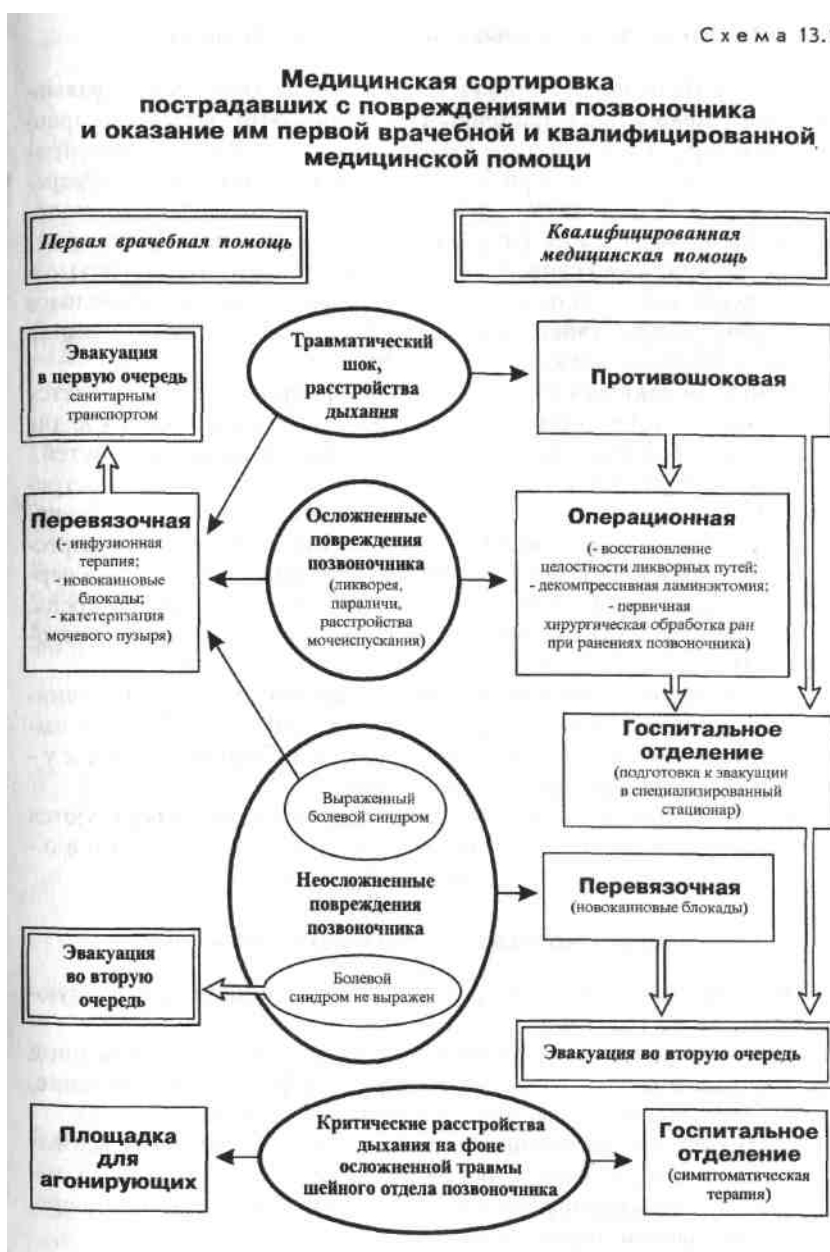 Схема 13.
Медицинская сортировка
пострадавших с повреждениями позвоночника
и оказание им первой врачебной и квалифицированной
медицинской помощи
Первая врачебная помощь
Квалифицированная
медицинская помощь
Эвакуация
в первую очередь
санитарным
транспортом
Травматический
шок,
расстройства
дыхания
Противошоковая
Перевязочная
(- инфузионная
терапия;
- новокаиновые
блокады;
- катетеризация
мочевого пузыря)
Осложненные
повреждения
позвоночника
(ликворея,
параличи,
расстройства
мочеиспускания)
Операционная
(- восстановление
целостности ликворных путей;
- декомпрессивная ламинэктомия;
- первичная
хирургическая обработка ран
при ранениях позвоночника)
Госпитальное
отделение
(подготовка к эвакуации
в специализированный
стационар)
Выраженный
болевой синдром
Неосложненные
повреждения
позвоночника
Болевой
синдром не выражен
Перевязочная
(новокаиновые блокады)
Эвакуация
во вторую
очередь
Эвакуация во вторую очередь
Площадка
для
агонирующих
Критические расстройства
дыхания на фоне
осложненной травмы
шейного отдела позвоночника
Госпитальное
отделение
(симптоматическая
терапия)